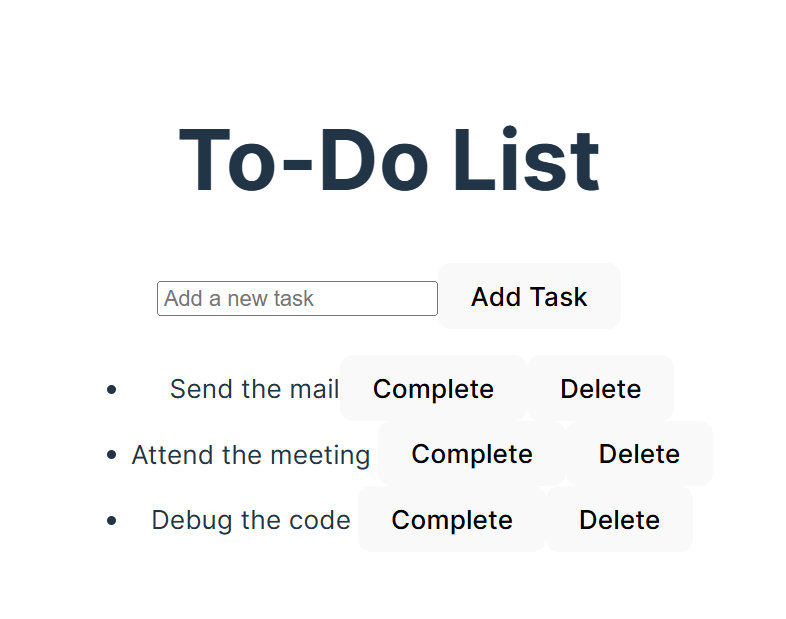 To-Do List
Add a new task Add Task
Send the mail Complete Delete
Attend the meeting Complete Delete
Debug the code Complete Delete